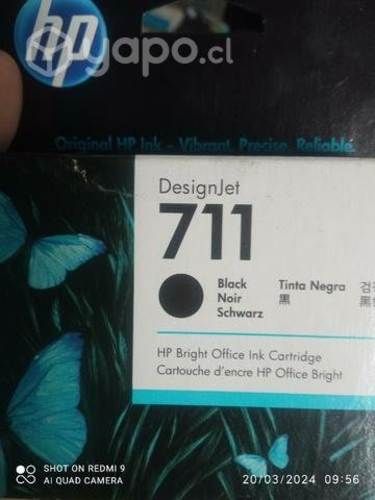 hp
yapo.cl
Original HP Ink - Vibrant. Precise. Reliable.
DesignJet
711
Black Tinta Negra
Noir 黒
Schwarz
HP Bright Office Ink Cartridge
Cartouche d'encre HP Office Bright
SHOT ON REDMI 9
AI QUAD CAMERA
20/03/2024 09:56